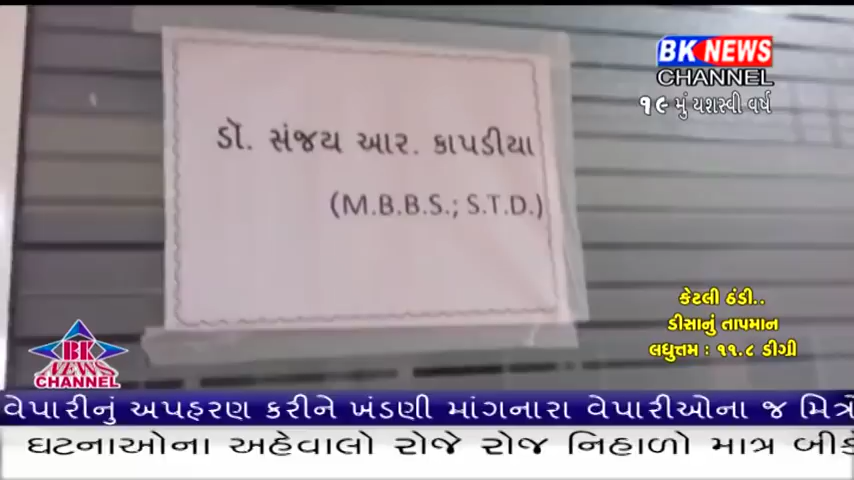 ડૉ. સંજય આર. કાપડીયા
(M.B.B.S.; S.T.D.)
BK NEWS
CHANNEL
૧૯ મું યશસ્વી વર્ષ
કેટલી ઠંડી..
ડીસાનું તાપમાન
લઘુત્તમ : ૧૧.૮ ડીગ્રી
BK
NEWS
CHANNEL
વેપારીનું અપહરણ કરીને ખંડણી માંગનારા વેપારીઓના જ મિત્રો
ઘટનાઓના અહેવાલો રોજે રોજ નિહાળો માત્ર